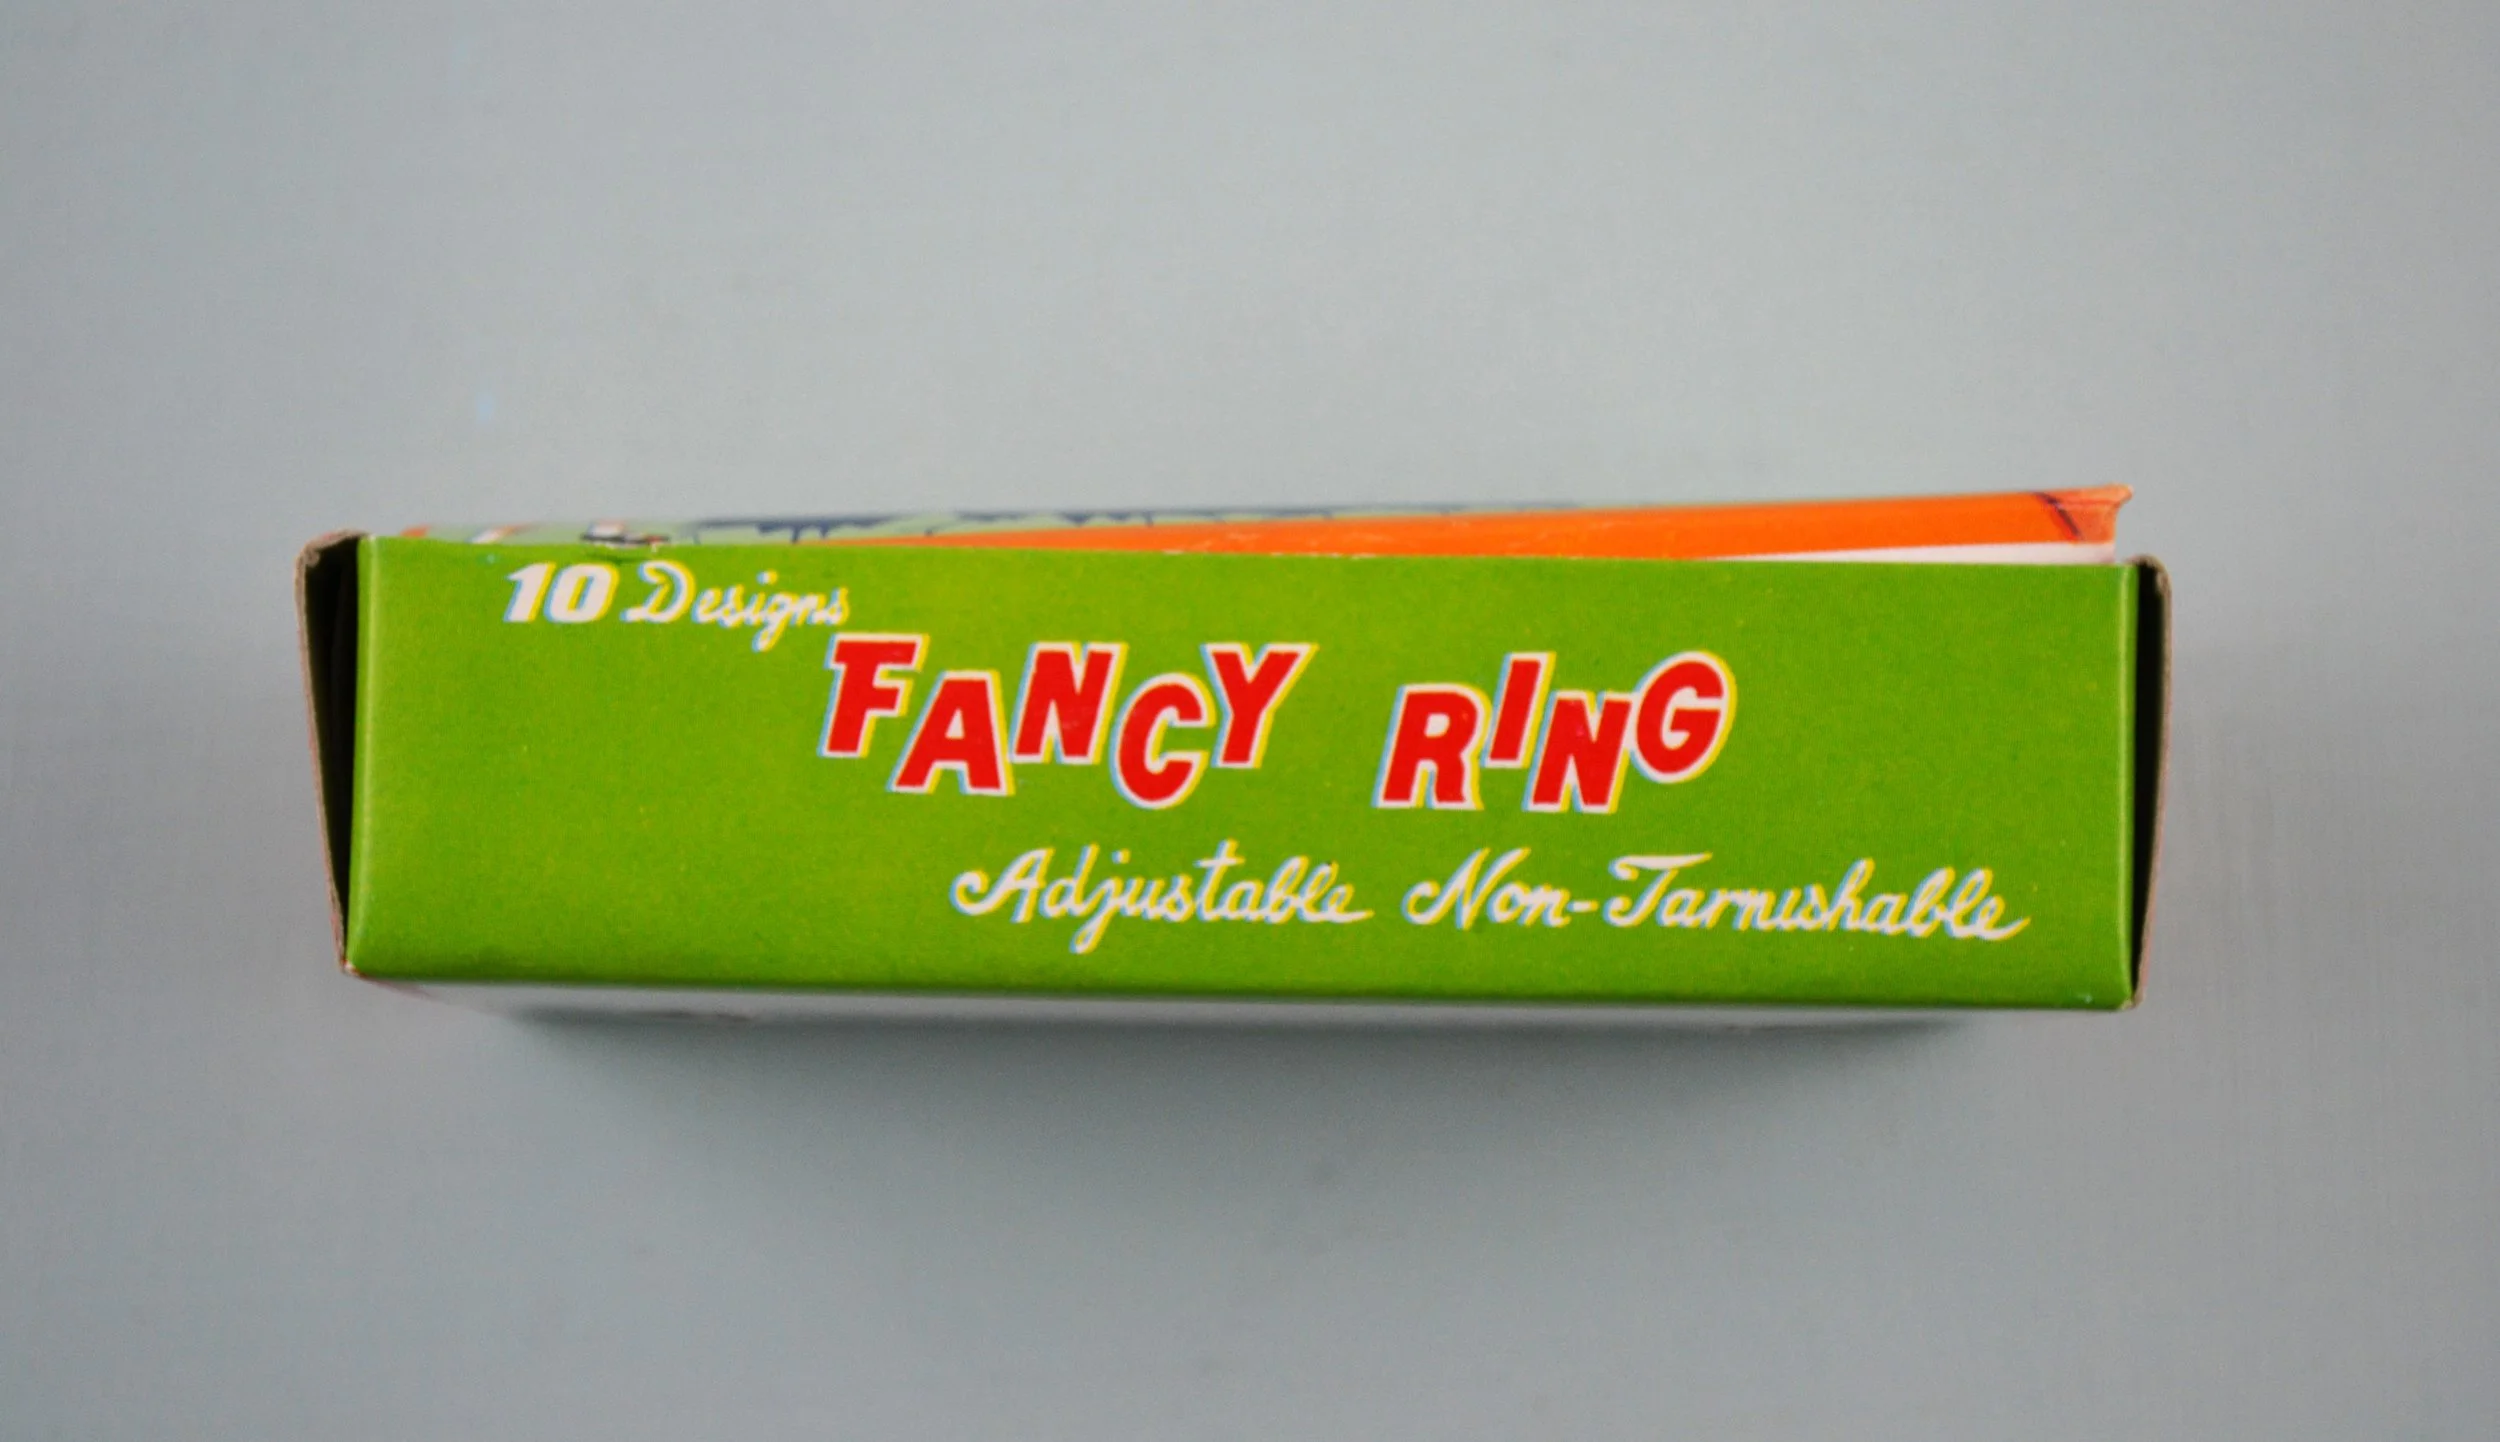 10 Designs
FANCY RING
Adjustable Non-Tarnishable